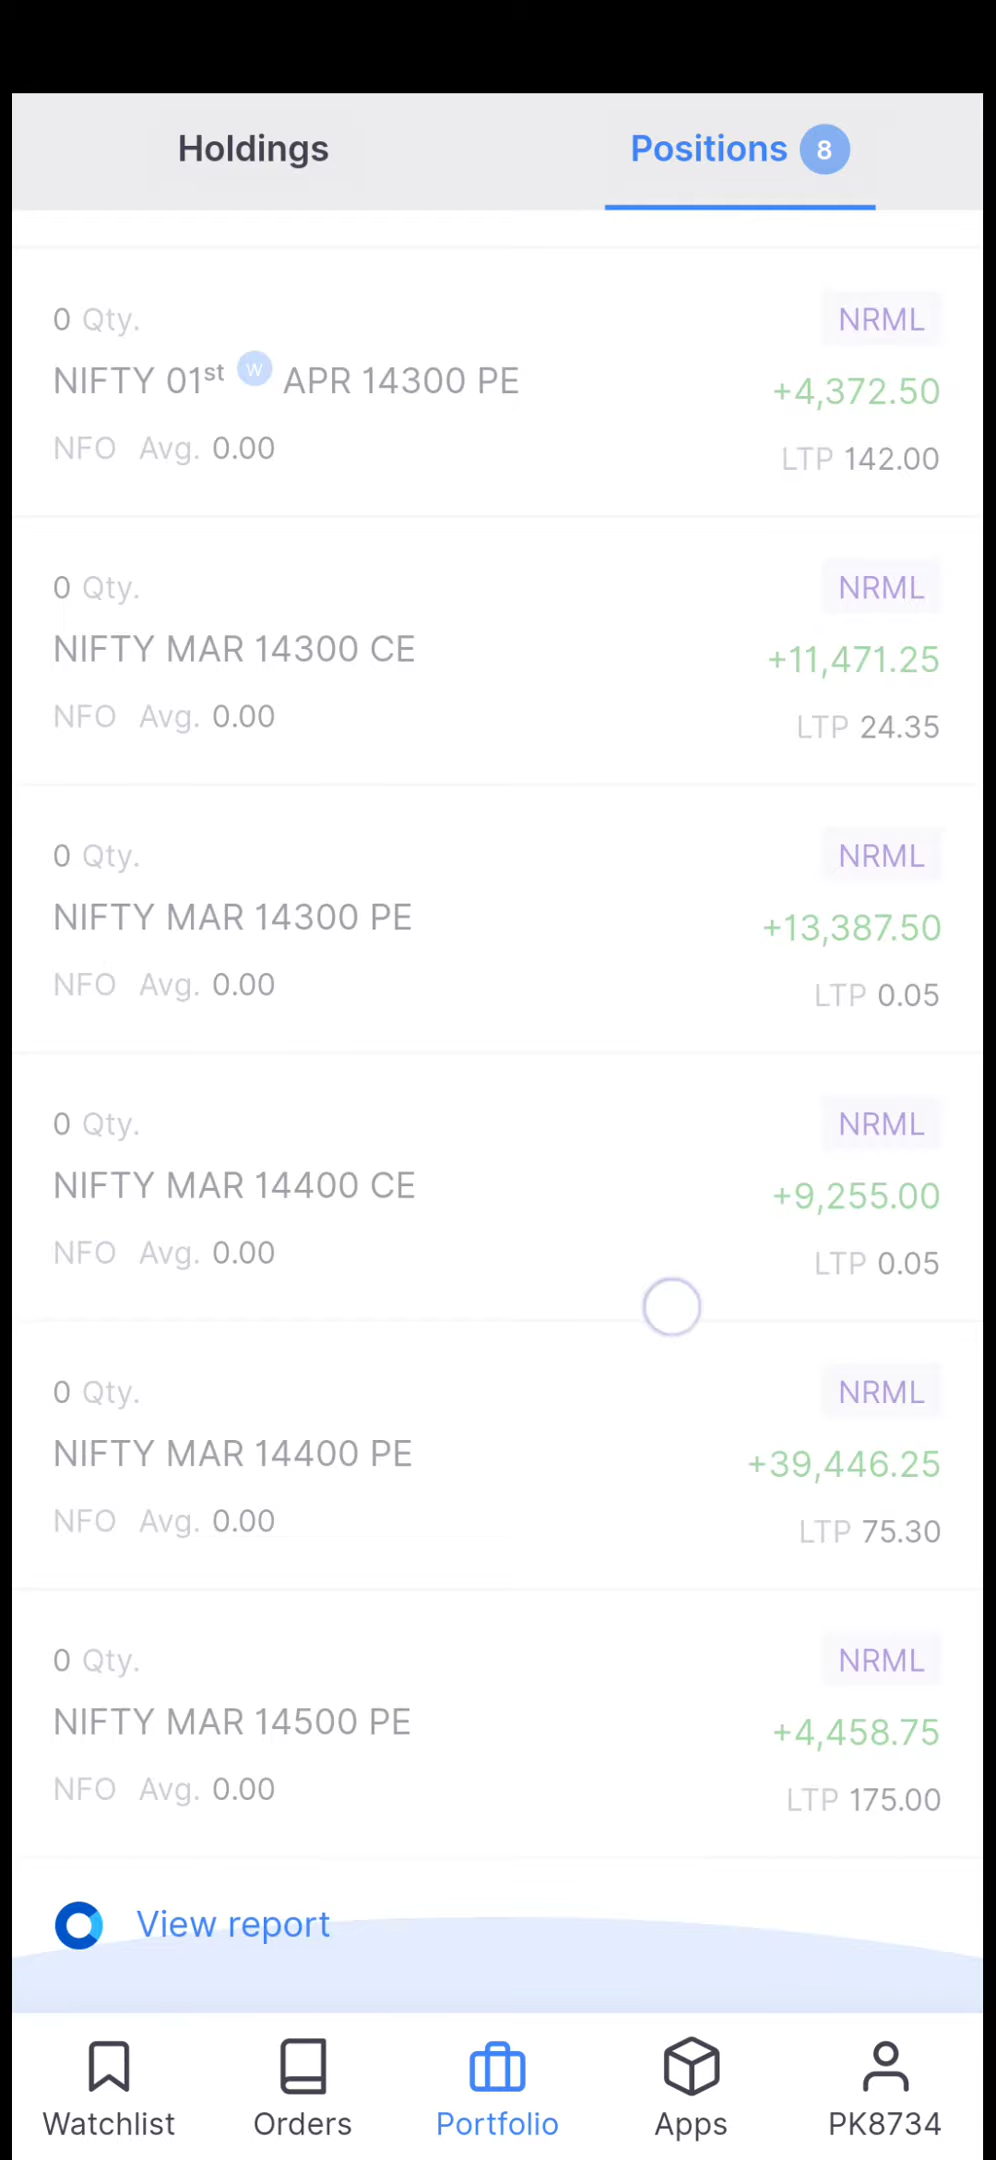 Holdings
Positions 8
0 Qty.
NRML
NIFTY 01st W APR 14300 PE
+4,372.50
NFO Avg. 0.00
LTP 142.00
0 Qty.
NRML
NIFTY MAR 14300 CE
+11,471.25
NFO Avg. 0.00
LTP 24.35
0 Qty.
NRML
NIFTY MAR 14300 PE
+13,387.50
NFO Avg. 0.00
LTP 0.05
0 Qty.
NRML
NIFTY MAR 14400 CE
+9,255.00
NFO Avg. 0.00
LTP 0.05
0 Qty.
NRML
NIFTY MAR 14400 PE
+39,446.25
NFO Avg. 0.00
LTP 75.30
0 Qty.
NRML
NIFTY MAR 14500 PE
+4,458.75
NFO Avg. 0.00
LTP 175.00
View report
Watchlist
Orders
Portfolio
Apps
PK8734